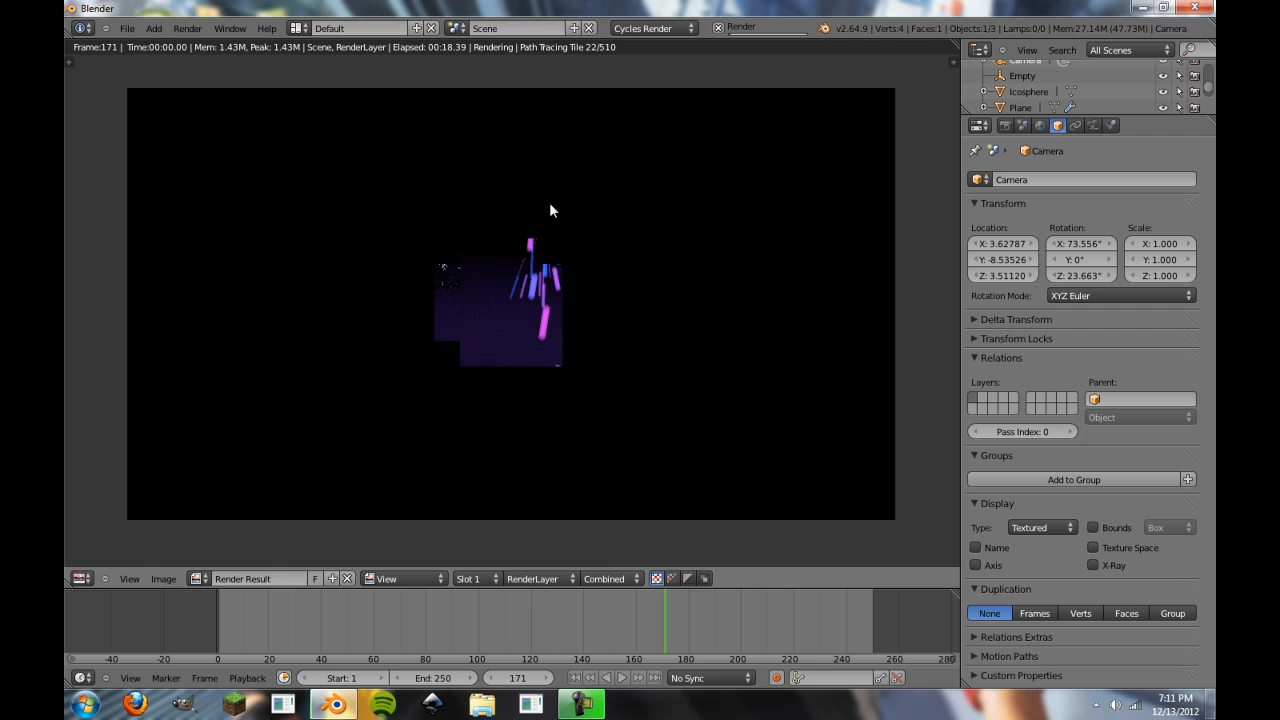 Blender
File Add Render Window Help Default Scene Cycles Render Render v2.64.9 | Verts:4 | Faces:1 | Objects:1/3 | Lamps:0/0 | Mem:27.14M (47.73M) | Camera
Frame:171 | Time:00:00.00 | Mem: 1.43M, Peak: 1.43M | Scene, RenderLayer | Elapsed: 00:18.39 | Rendering | Path Tracing Tile 22/510
View Search All Scenes
Camera
Empty
Icosphere
Plane
Camera
Camera
Transform
Location: Rotation: Scale:
X: 3.62787 X: 73.556° X: 1.000
Y: -8.53526 Y: 0° Y: 1.000
Z: 3.51120 Z: 23.663° Z: 1.000
Rotation Mode: XYZ Euler
Delta Transform
Transform Locks
Relations
Layers: Parent:
Object
Pass Index: 0
Groups
Add to Group
Display
Type: Textured Bounds Box
Name Texture Space
Axis X-Ray
Duplication
None Frames Verts Faces Group
Relations Extras
Motion Paths
Custom Properties
View Image Render Result F View Slot 1 RenderLayer Combined
-40 -20 0 20 40 60 80 100 120 140 160 180 200 220 240 260 280
View Marker Frame Playback Start: 1 End: 250 171 No Sync
7:11 PM
12/13/2012